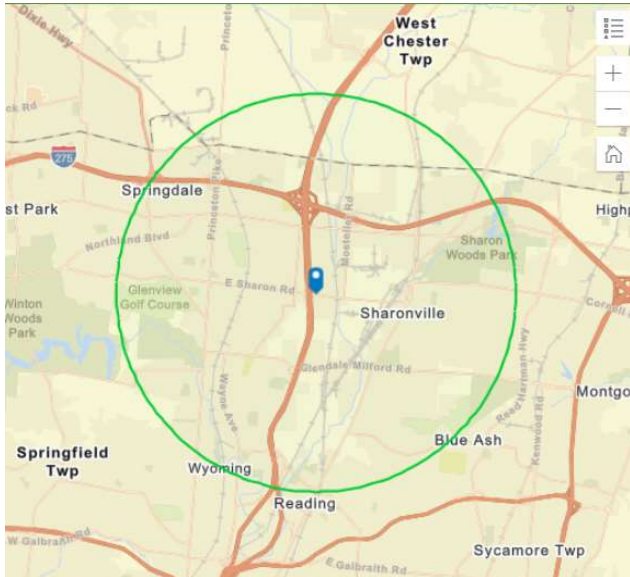 Dixie Hwy
Princeton
West
Chester
Twp
ck Rd
275
Springdale
Princeton Pike
st Park
Mosteller Rd
Highp
Northland Blvd
Sharon
Woods Park
E Sharon Rd
Glenview
Golf Course
Winton
Woods
Park
Sharonville
Cornell
Glendale Milford Rd
Reed Hartman Hwy
Wayne Ave
Kenwood Rd
Montgo
Blue Ash
Springfield
Twp
Wyoming
Reading
W Galbraith Rd
E Galbraith Rd
Sycamore Twp